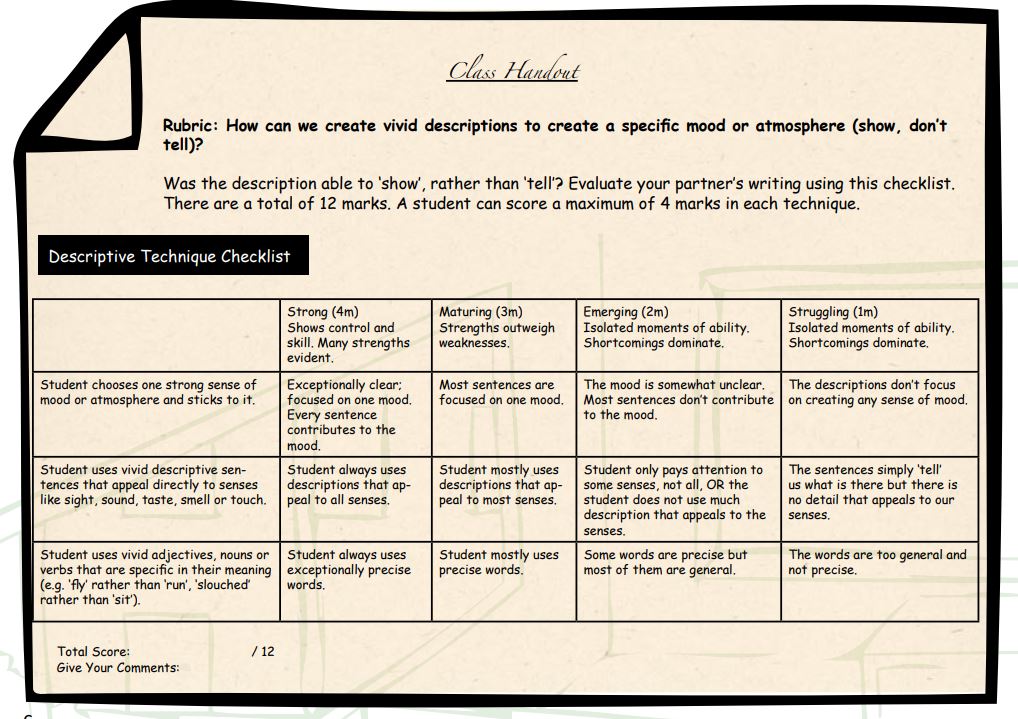 Class Handout
Rubric: How can we create vivid descriptions to create a specific mood or atmosphere (show, don't
tell)?
Was the description able to 'show', rather than 'tell'? Evaluate your partner's writing using this checklist.
There are a total of 12 marks. A student can score a maximum of 4 marks in each technique.
Descriptive Technique Checklist
Strong (4m)
Shows control and
skill. Many strengths
evident.
Maturing (3m)
Strengths outweigh
weaknesses.
Emerging (2m)
Isolated moments of ability.
Shortcomings dominate.
Struggling (1m)
Isolated moments of ability.
Shortcomings dominate.
Student chooses one strong sense of
mood or atmosphere and sticks to it.
Exceptionally clear;
focused on one mood.
Every sentence
contributes to the
mood.
Most sentences are
focused on one mood.
The mood is somewhat unclear.
Most sentences don't contribute
to the mood.
The descriptions don't focus
on creating any sense of mood.
Student uses vivid descriptive sen-
tences that appeal directly to senses
like sight, sound, taste, smell or touch.
Student always uses
descriptions that ap-
peal to all senses.
Student mostly uses
descriptions that ap-
peal to most senses.
Student only pays attention to
some senses, not all, OR the
student does not use much
description that appeals to the
senses.
The sentences simply 'tell'
us what is there but there is
no detail that appeals to our
senses.
Student uses vivid adjectives, nouns or
verbs that are specific in their meaning
(e.g. 'fly' rather than 'run', 'slouched'
rather than 'sit').
Student always uses
exceptionally precise
words.
Student mostly uses
precise words.
Some words are precise but
most of them are general.
The words are too general and
not precise.
Total Score: / 12
Give Your Comments: